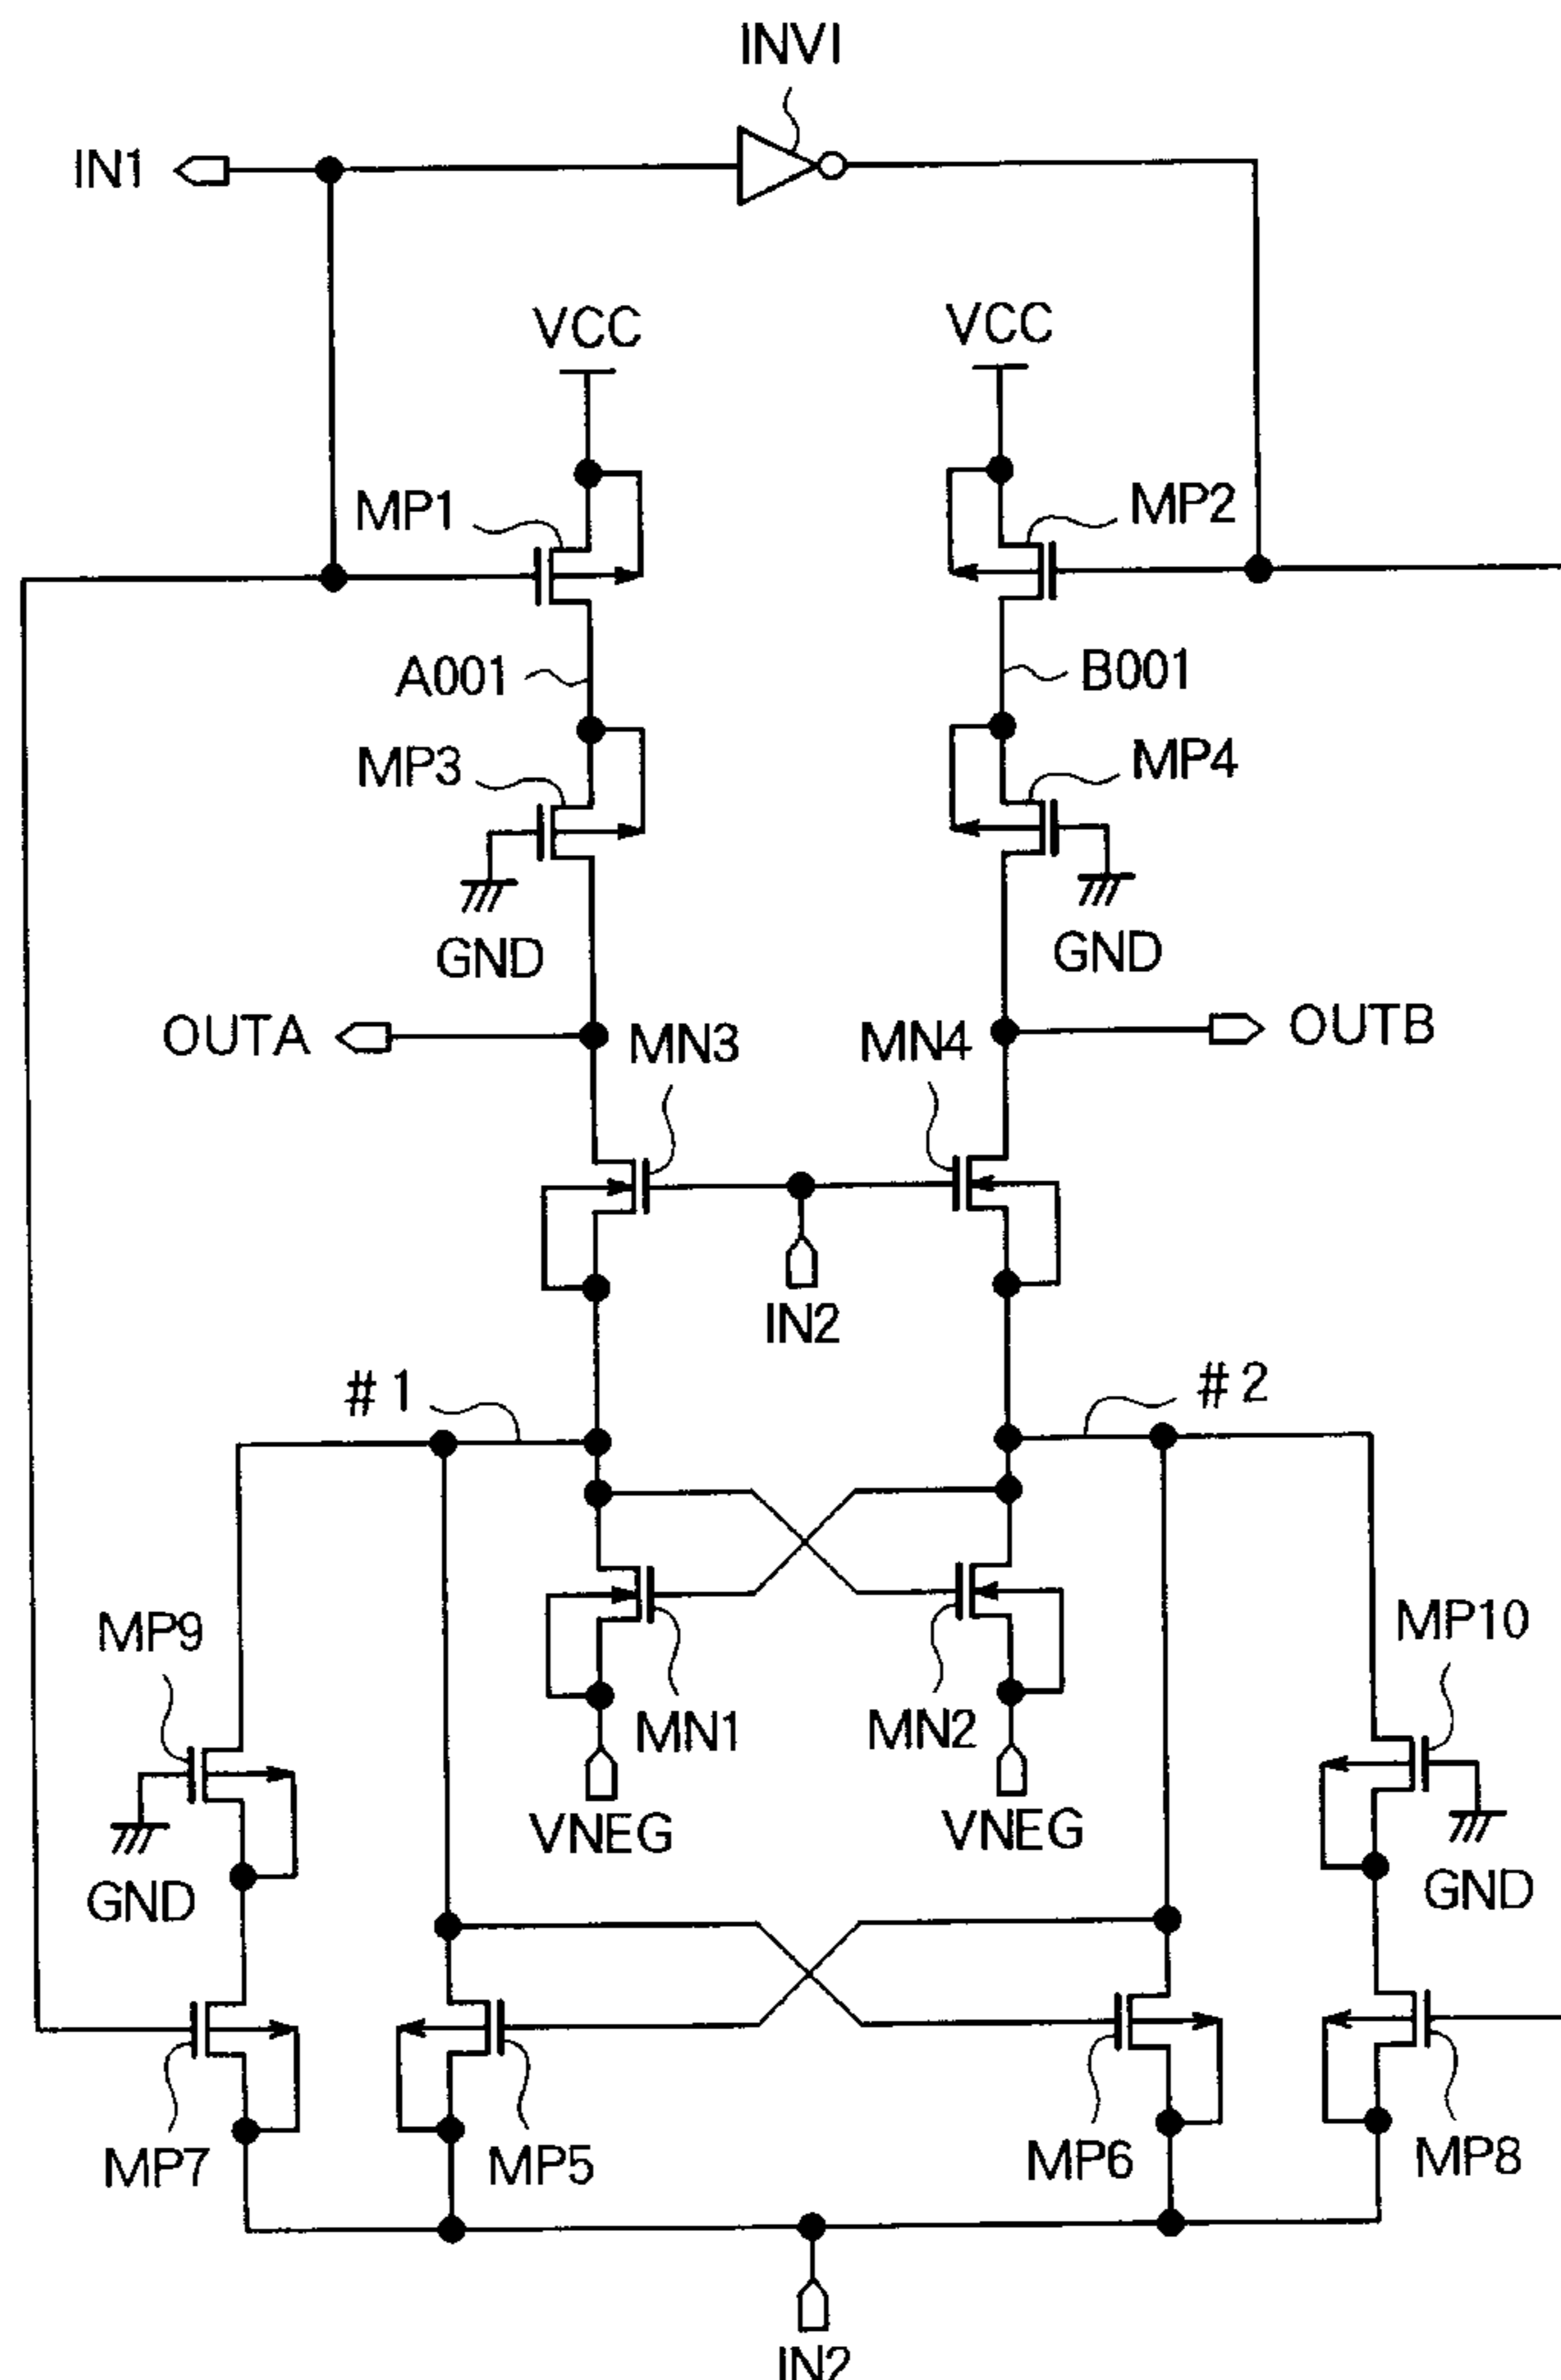 INVI
IN1
VCC
VCC
MP1
MP2
A001
B001
MP3
MP4
GND
GND
OUTA
MN3
MN4
OUTB
IN2
#1
#2
MP9
MP10
MN1
MN2
VNEG
VNEG
GND
GND
MP7
MP5
MP6
MP8
IN2